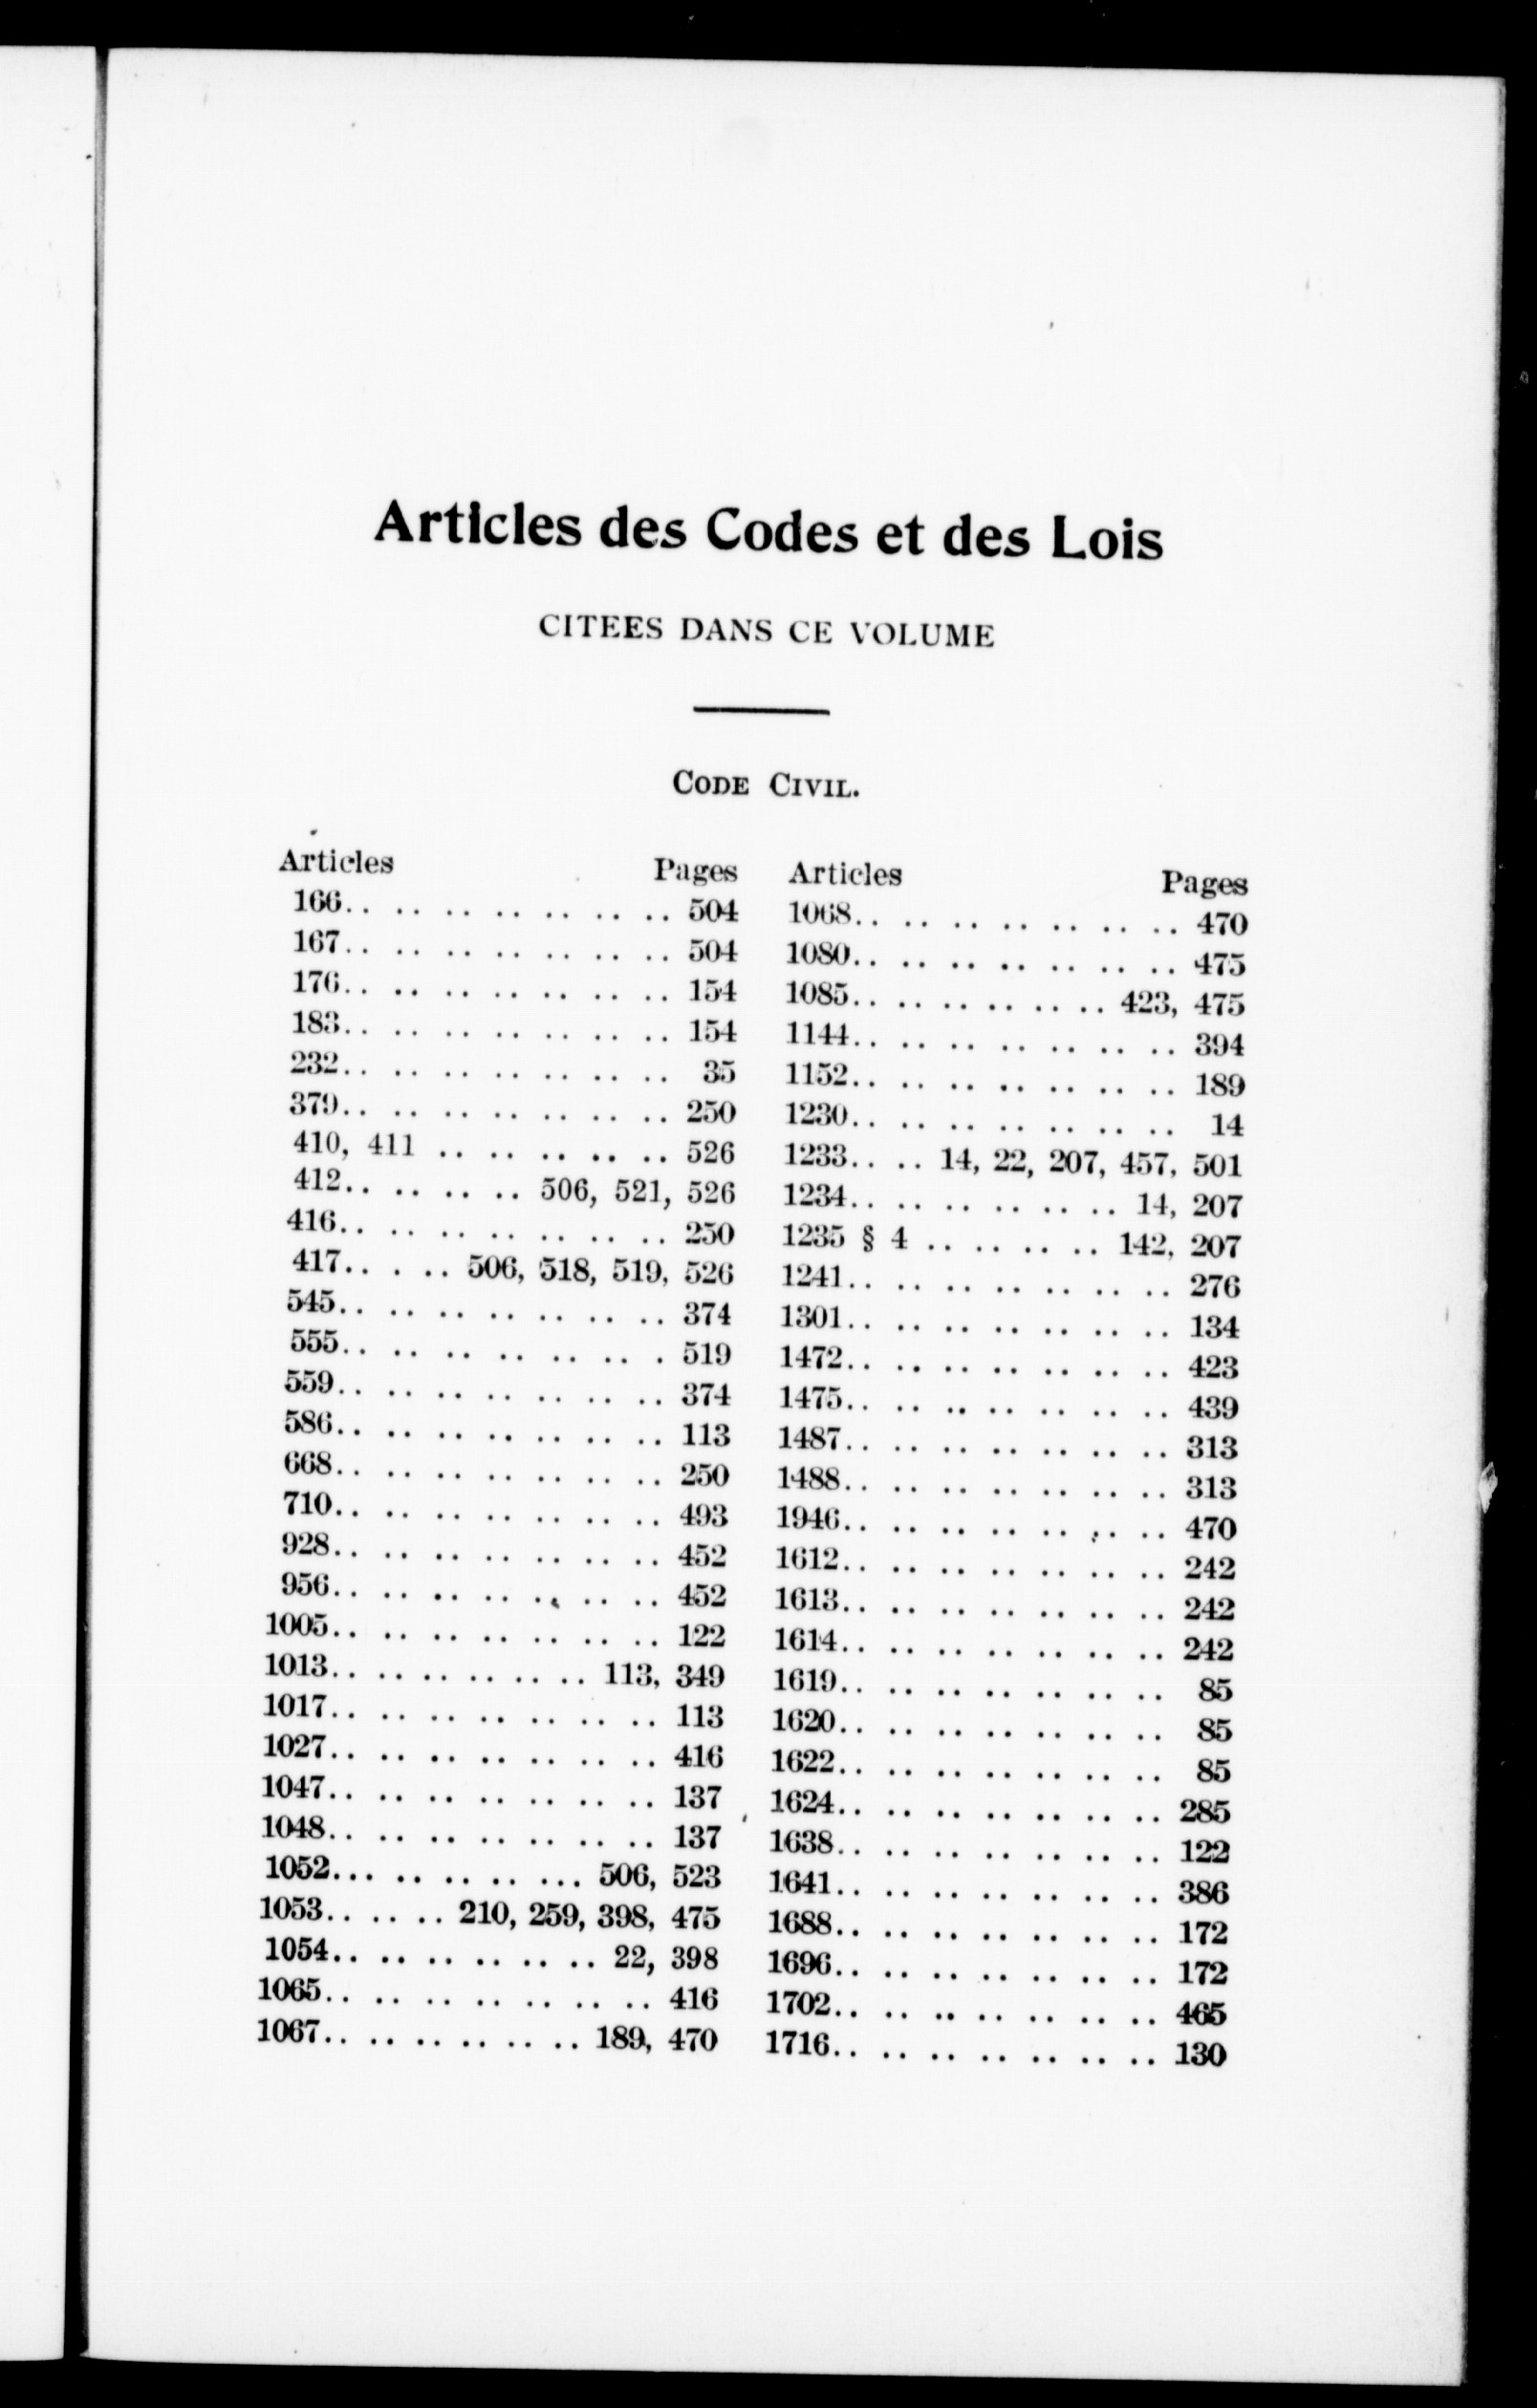 Articles des Codes et des Lois
CITEES DANS CE VOLUME
CODE CIVIL.
Articles Pages
166.. .. .. .. .. .. .. 504
167.. .. .. .. .. .. .. 504
176.. .. .. .. .. .. .. 154
183.. .. .. .. .. .. .. 154
232.. .. .. .. .. .. .. 35
379.. .. .. .. .. .. .. 250
410, 411 .. .. .. .. .. 526
412.. .. .. .. 506, 521, 526
416.. .. .. .. .. .. .. 250
417.. . .. 506, 518, 519, 526
545.. .. .. .. .. .. .. 374
555.. .. .. .. .. .. . 519
559.. .. .. .. .. .. .. 374
586.. .. .. .. .. .. .. 113
668.. .. .. .. .. .. .. 250
710.. .. .. .. .. .. .. 493
928.. .. .. .. .. .. .. 452
956.. .. .. .. .. .. .. 452
1005.. .. .. .. .. .. .. 122
1013.. .. .. .. .. .. 113, 349
1017.. .. .. .. .. .. .. 113
1027.. .. .. .. .. .. .. 416
1047.. .. .. .. .. .. .. 137
1048.. .. .. .. .. .. .. 137
1052... .. .. .. ... 506, 523
1053.. .. .. 210, 259, 398, 475
1054.. .. .. .. .. .. 22, 398
1065.. .. .. .. .. .. .. 416
1067.. .. .. .. .. .. 189, 470
Articles Pages
1068.. .. .. .. .. .. .. 470
1080.. .. .. .. .. .. .. 475
1085.. .. .. .. .. .. 423, 475
1144.. .. .. .. .. .. .. 394
1152.. .. .. .. .. .. .. 189
1230.. .. .. .. .. .. .. 14
1233.. .. 14, 22, 207, 457, 501
1234.. .. .. .. .. .. 14, 207
1235 § 4 .. .. .. .. 142, 207
1241.. .. .. .. .. .. .. 276
1301.. .. .. .. .. .. .. 134
1472.. .. .. .. .. .. .. 423
1475.. .. .. .. .. .. .. 439
1487.. .. .. .. .. .. .. 313
1488.. .. .. .. .. .. .. 313
1946.. .. .. .. .. .. .. 470
1612.. .. .. .. .. .. .. 242
1613.. .. .. .. .. .. .. 242
1614.. .. .. .. .. .. .. 242
1619.. .. .. .. .. .. .. 85
1620.. .. .. .. .. .. .. 85
1622.. .. .. .. .. .. .. 85
1624.. .. .. .. .. .. .. 285
1638.. .. .. .. .. .. .. 122
1641.. .. .. .. .. .. .. 386
1688.. .. .. .. .. .. .. 172
1696.. .. .. .. .. .. .. 172
1702.. .. .. .. .. .. .. 465
1716.. .. .. .. .. .. .. 130